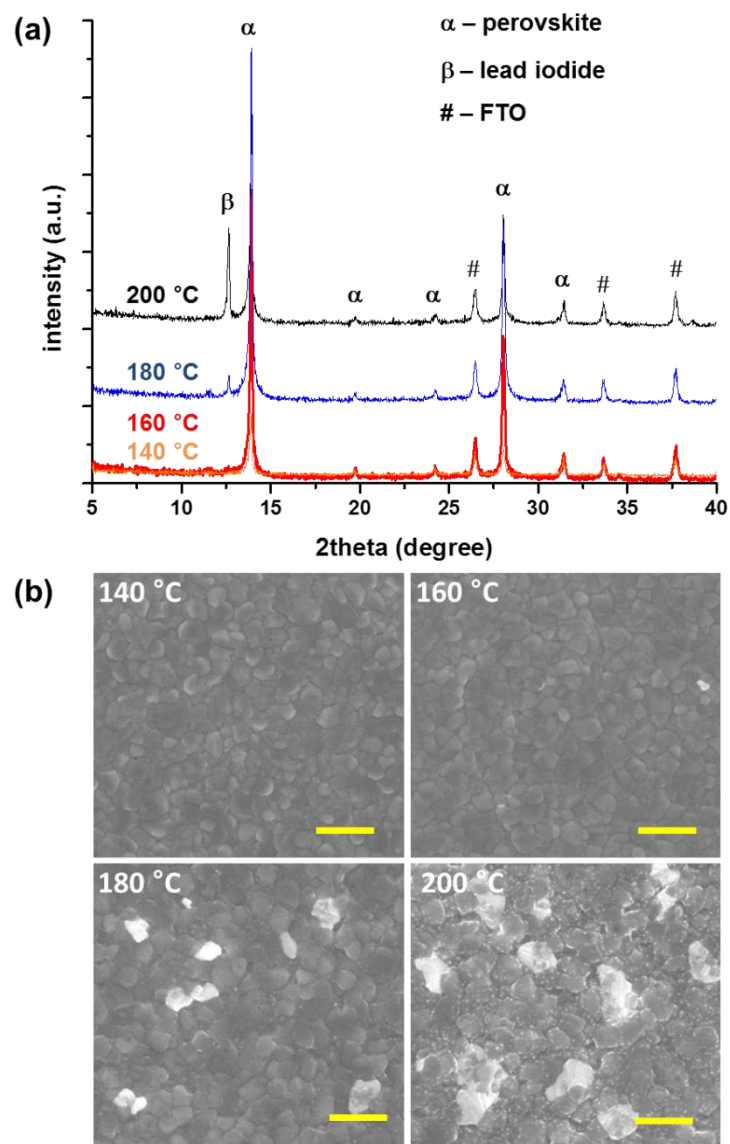 (a)
α – perovskite
β – lead iodide
# – FTO
α
β
α
α
α
#
α
#
#
200 °C
180 °C
160 °C
140 °C
intensity (a.u.)
5 10 15 20 25 30 35 40
2theta (degree)
(b)
140 °C
160 °C
180 °C
200 °C